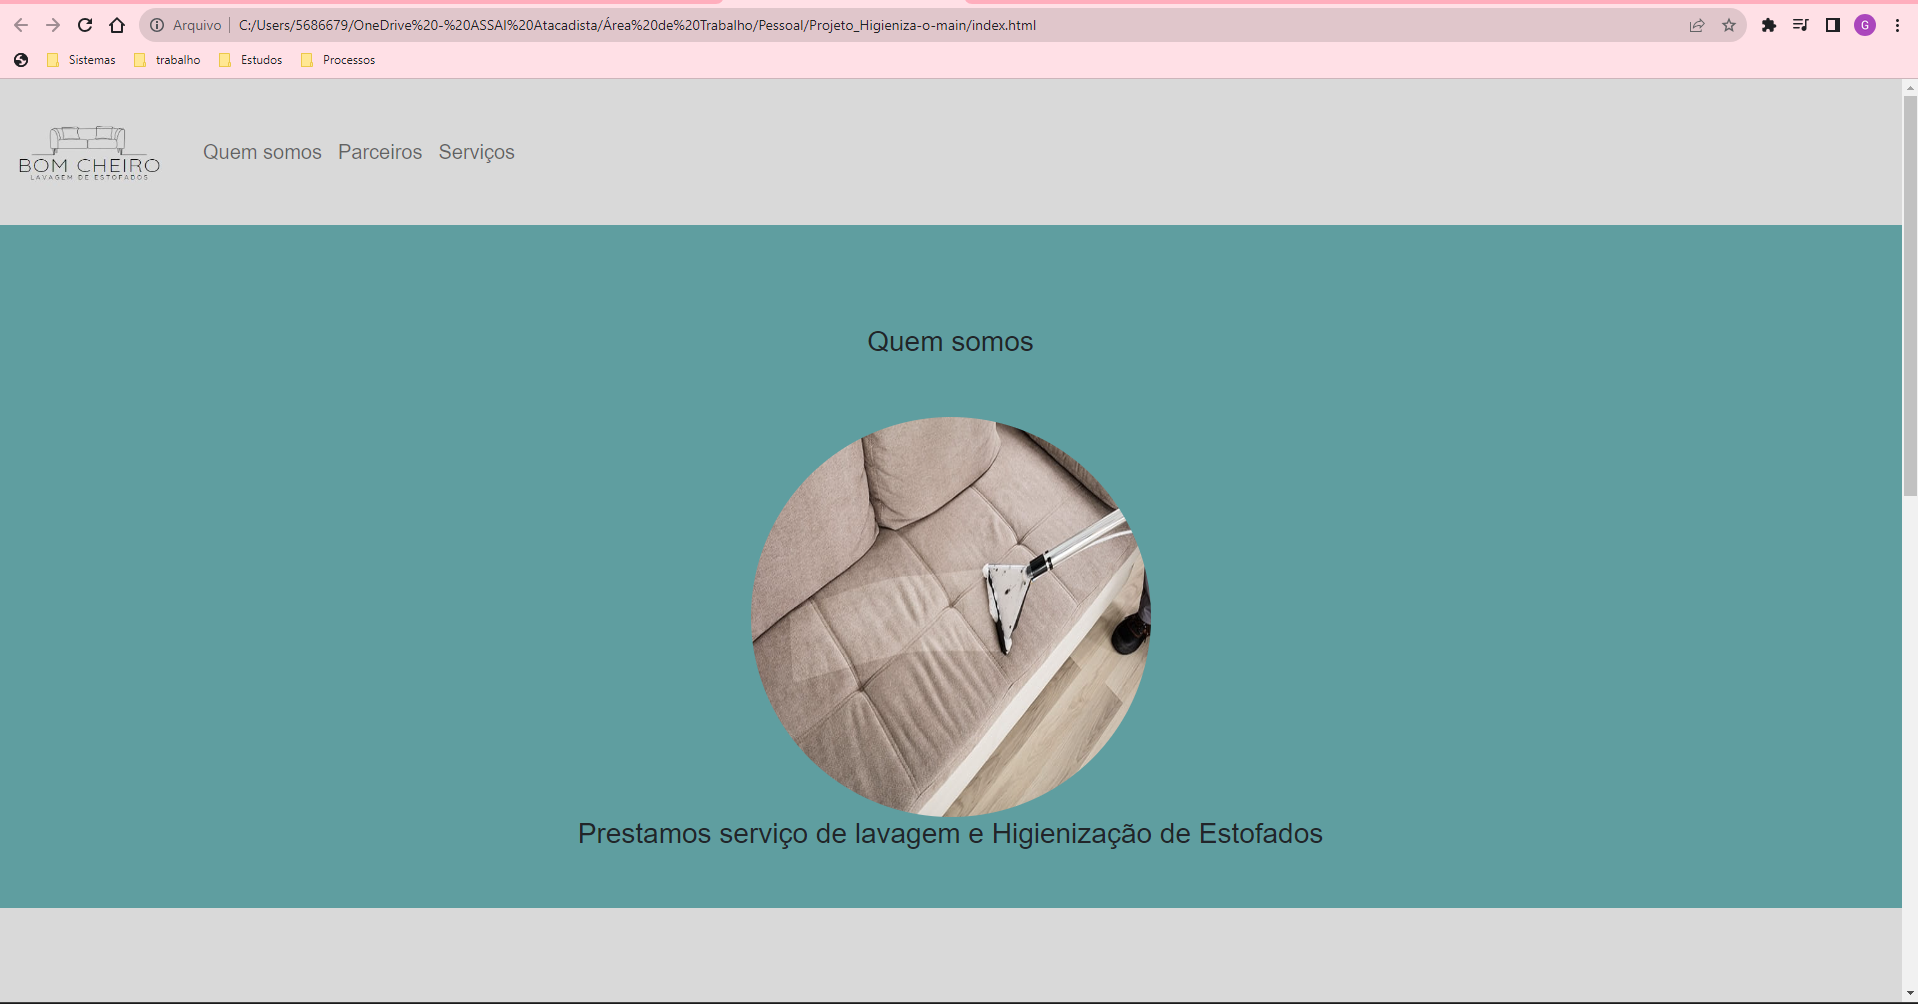 Arquivo | C:/Users/5686679/OneDrive%20-%20ASSAI%20Atacadista/Área%20de%20Trabalho/Pessoal/Projeto_Higieniza-o-main/index.html
G
Sistemas trabalho Estudos Processos
BOM CHEIRO
LAVAGEM DE ESTOFADOS
Quem somos Parceiros Serviços
Quem somos
Prestamos serviço de lavagem e Higienização de Estofados